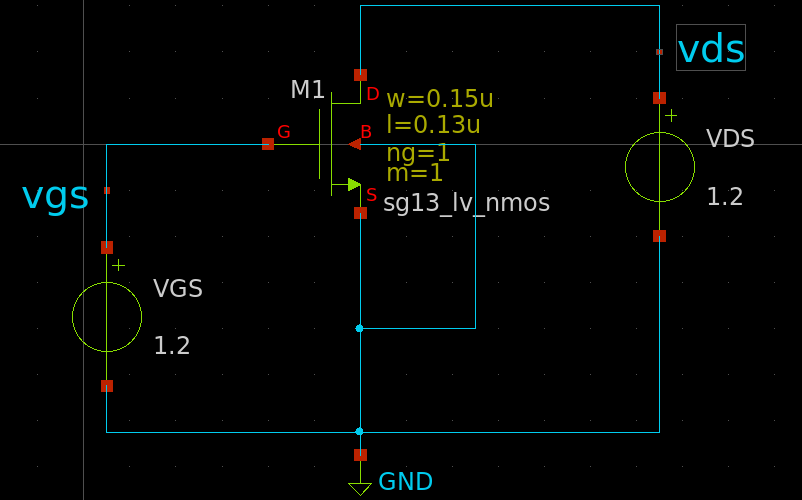 vds
M1
D
w=0.15u
l=0.13u
G
B
ng=1
m=1
VDS
1.2
vgs
S
sg13_lv_nmos
VGS
1.2
GND